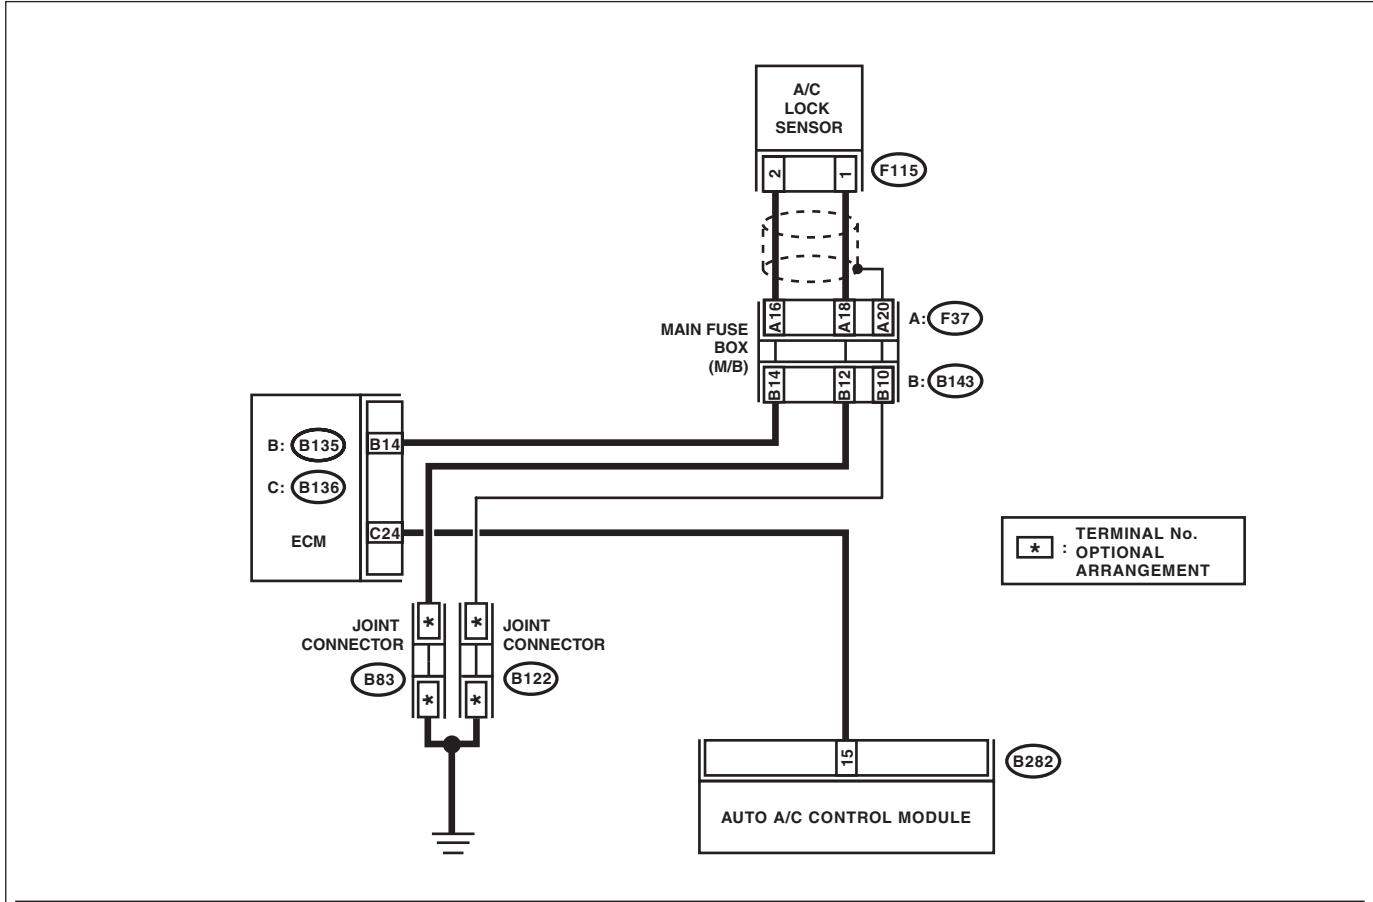 A/C
LOCK
SENSOR
2
1
F115
A16
A18
A20
A: F37
MAIN FUSE
BOX
(M/B)
B14
B12
B10
B: B143
B: B135
B14
C: B136
C24
ECM
* : TERMINAL No.
OPTIONAL
ARRANGEMENT
JOINT
CONNECTOR
B83
*
*
*
*
JOINT
CONNECTOR
B122
15
B282
AUTO A/C CONTROL MODULE